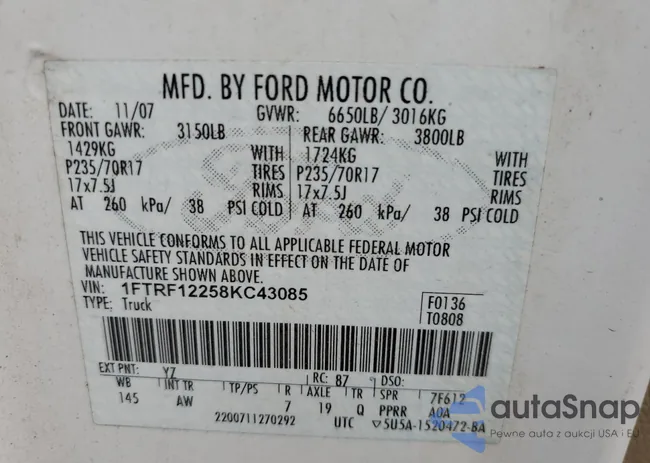 MFD. BY FORD MOTOR CO.
DATE: 11/07 GVWR: 6650LB/ 3016KG
FRONT GAWR: 3150LB REAR GAWR: 3800LB
1429KG WITH 1724KG WITH
P235/70R17 TIRES P235/70R17 TIRES
17x7.5J RIMS 17x7.5J RIMS
AT 260 kPa/ 38 PSI COLD AT 260 kPa/ 38 PSI COLD
THIS VEHICLE CONFORMS TO ALL APPLICABLE FEDERAL MOTOR
VEHICLE SAFETY STANDARDS IN EFFECT ON THE DATE OF
MANUFACTURE SHOWN ABOVE.
VIN: 1FTRF12258KC43085 F0136
TYPE: Truck T0808
EXT PNT: YZ RC: 87 DSO:
WB INT TR TP/PS R AXLE TR SPR 7F612
145 AW 7 19 Q PPRR A0A
2200711270292 UTC ▽5U5A-1520472-BA
autaSnap
Pewne auta z aukcji USA i EU